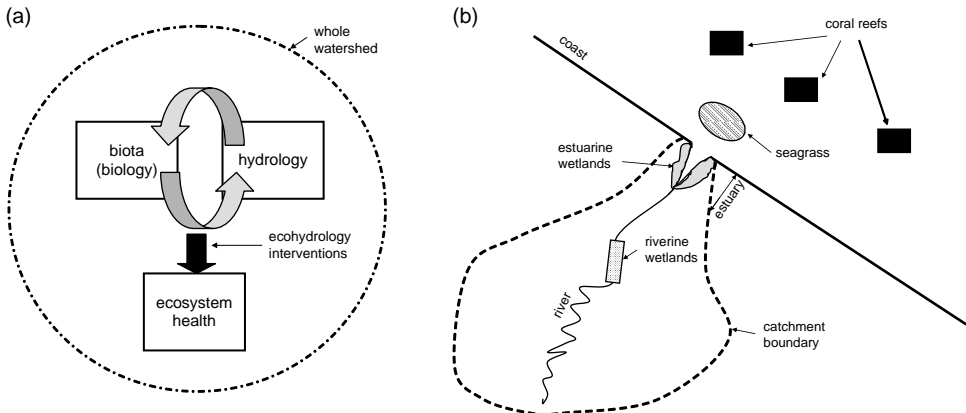 (a)
whole
watershed
biota
(biology)
hydrology
ecohydrology
interventions
ecosystem
health
(b)
coast
coral reefs
seagrass
estuarine
wetlands
estuary
riverine
wetlands
river
catchment
boundary